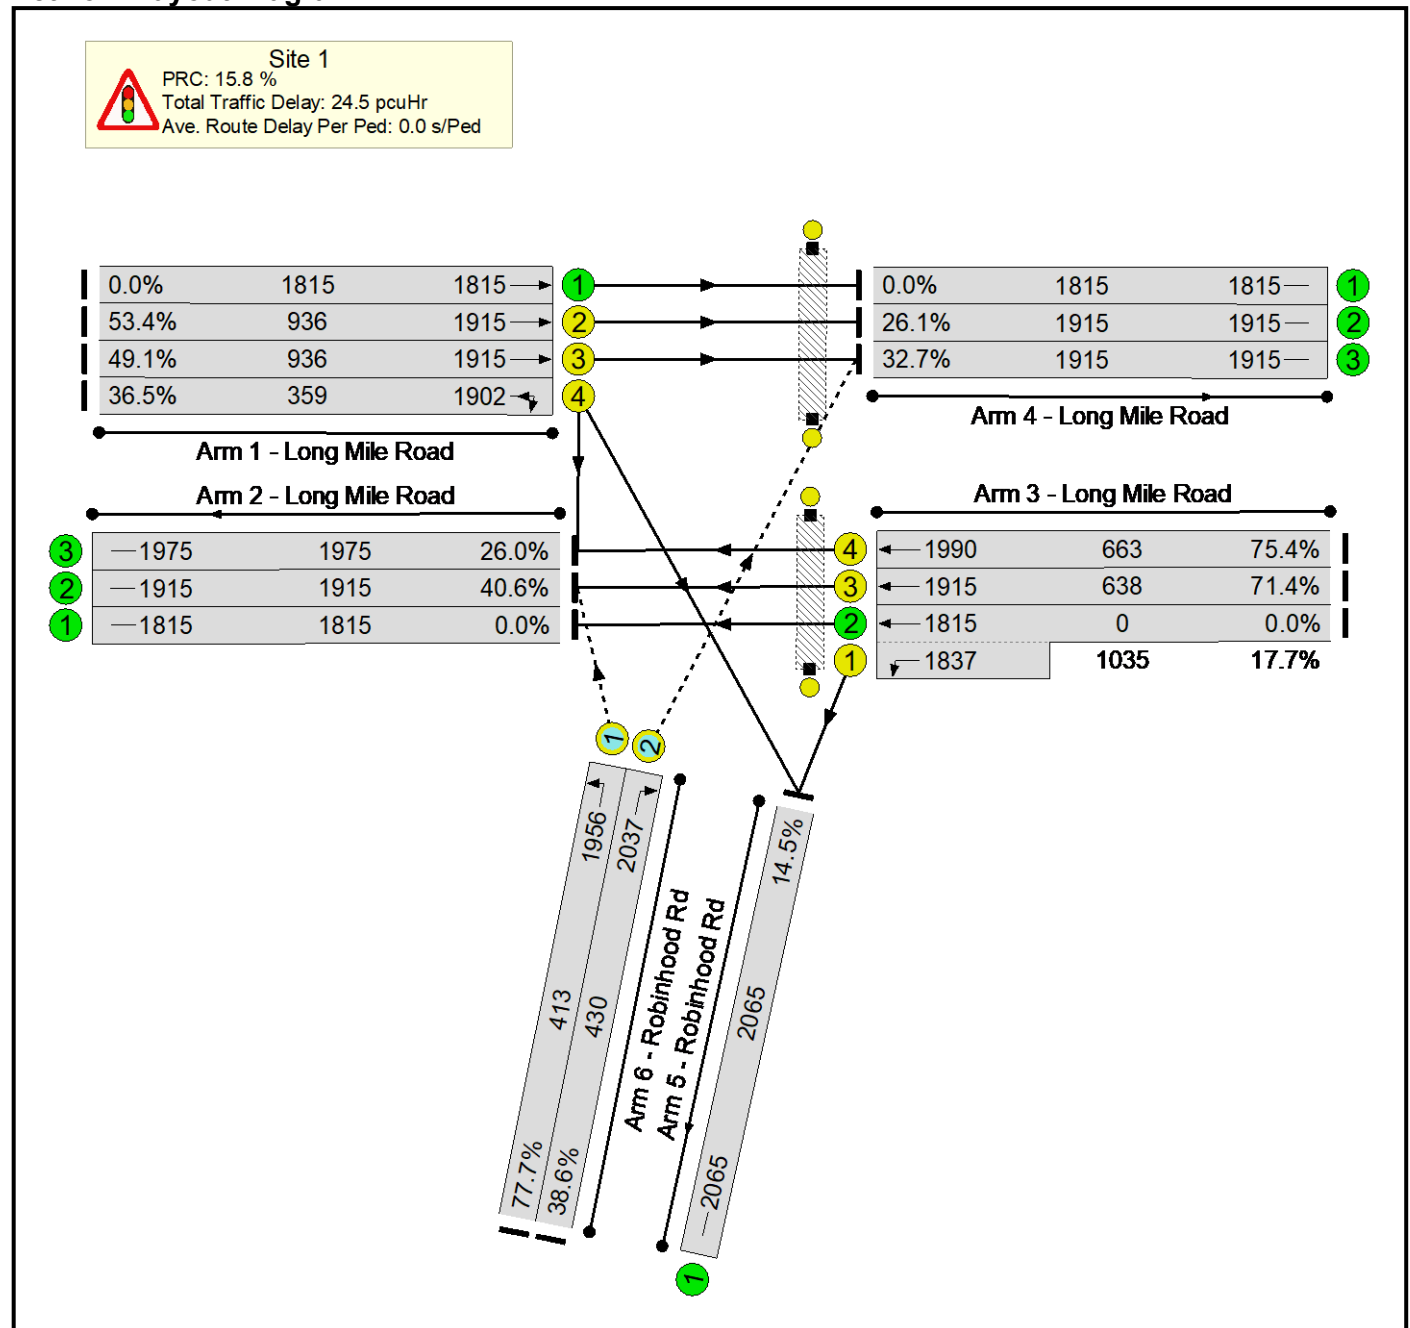 Site 1
PRC: 15.8 %
Total Traffic Delay: 24.5 pcuHr
Ave. Route Delay Per Ped: 0.0 s/Ped
0.0% 1815 1815 1
53.4% 936 1915 2
49.1% 936 1915 3
36.5% 359 1902 4
Arm 1 - Long Mile Road
0.0% 1815 1815 1
26.1% 1915 1915 2
32.7% 1915 1915 3
Arm 4 - Long Mile Road
Arm 2 - Long Mile Road
3 1975 1975 26.0%
2 1915 1915 40.6%
1 1815 1815 0.0%
Arm 3 - Long Mile Road
4 1990 663 75.4%
3 1915 638 71.4%
2 1815 0 0.0%
1 1837 1035 17.7%
1 2
1956 413 77.7%
2037 430 38.6%
Arm 6 - Robinhood Rd
Arm 5 - Robinhood Rd
14.5% 2065 2065
1